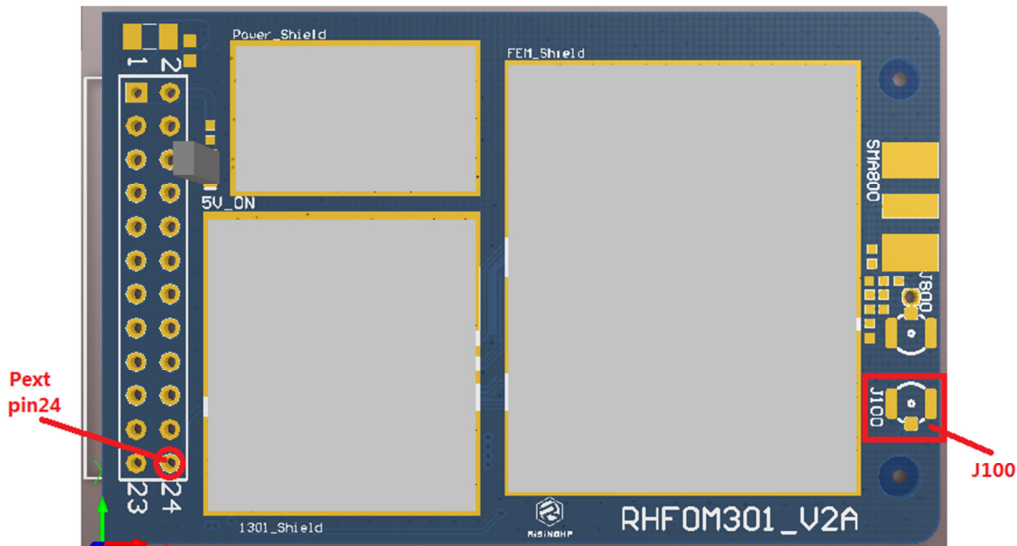 Power_Shield
FEM_Shield
1 2
SMA800
5V_ON
J800
Pext
pin24
J100
J100
23 24
1301_Shield
RisingHF
RHF0M301_V2A